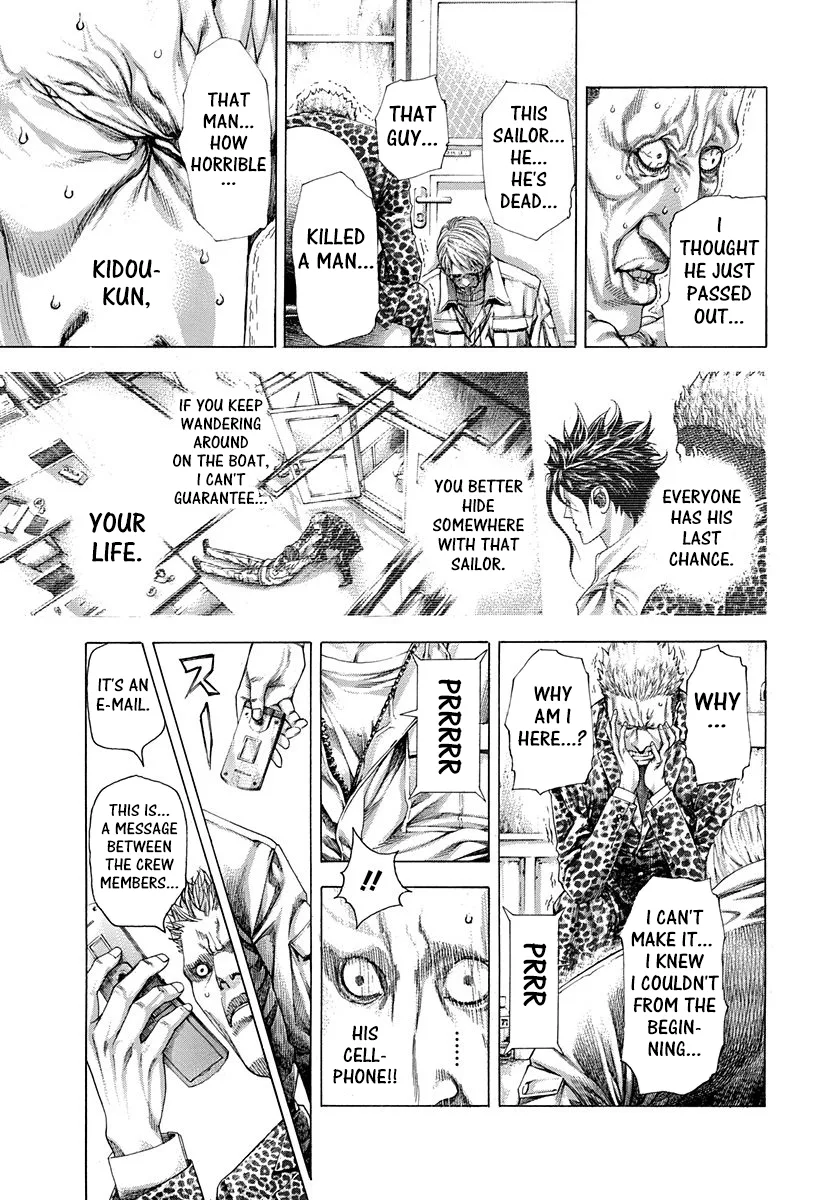 I
THOUGHT
HE JUST
PASSED
OUT...
THIS
SAILOR...
HE...
HE'S
DEAD...
THAT
GUY...
KILLED
A MAN...
THAT
MAN...
HOW
HORRIBLE
...
KIDOU-
KUN,
EVERYONE
HAS HIS
LAST
CHANCE.
YOU BETTER
HIDE
SOMEWHERE
WITH THAT
SAILOR.
IF YOU KEEP
WANDERING
AROUND
ON THE BOAT,
I CAN'T
GUARANTEE...
YOUR
LIFE.
WHY
...
WHY
AM I
HERE...?
I CAN'T
MAKE IT...
I KNEW
I COULDN'T
FROM THE
BEGIN-
NING...
PRRRRR
PRRR
!!
........
HIS
CELL-
PHONE!!
スー
IT'S AN
E-MAIL.
THIS IS...
A MESSAGE
BETWEEN
THE CREW
MEMBERS...